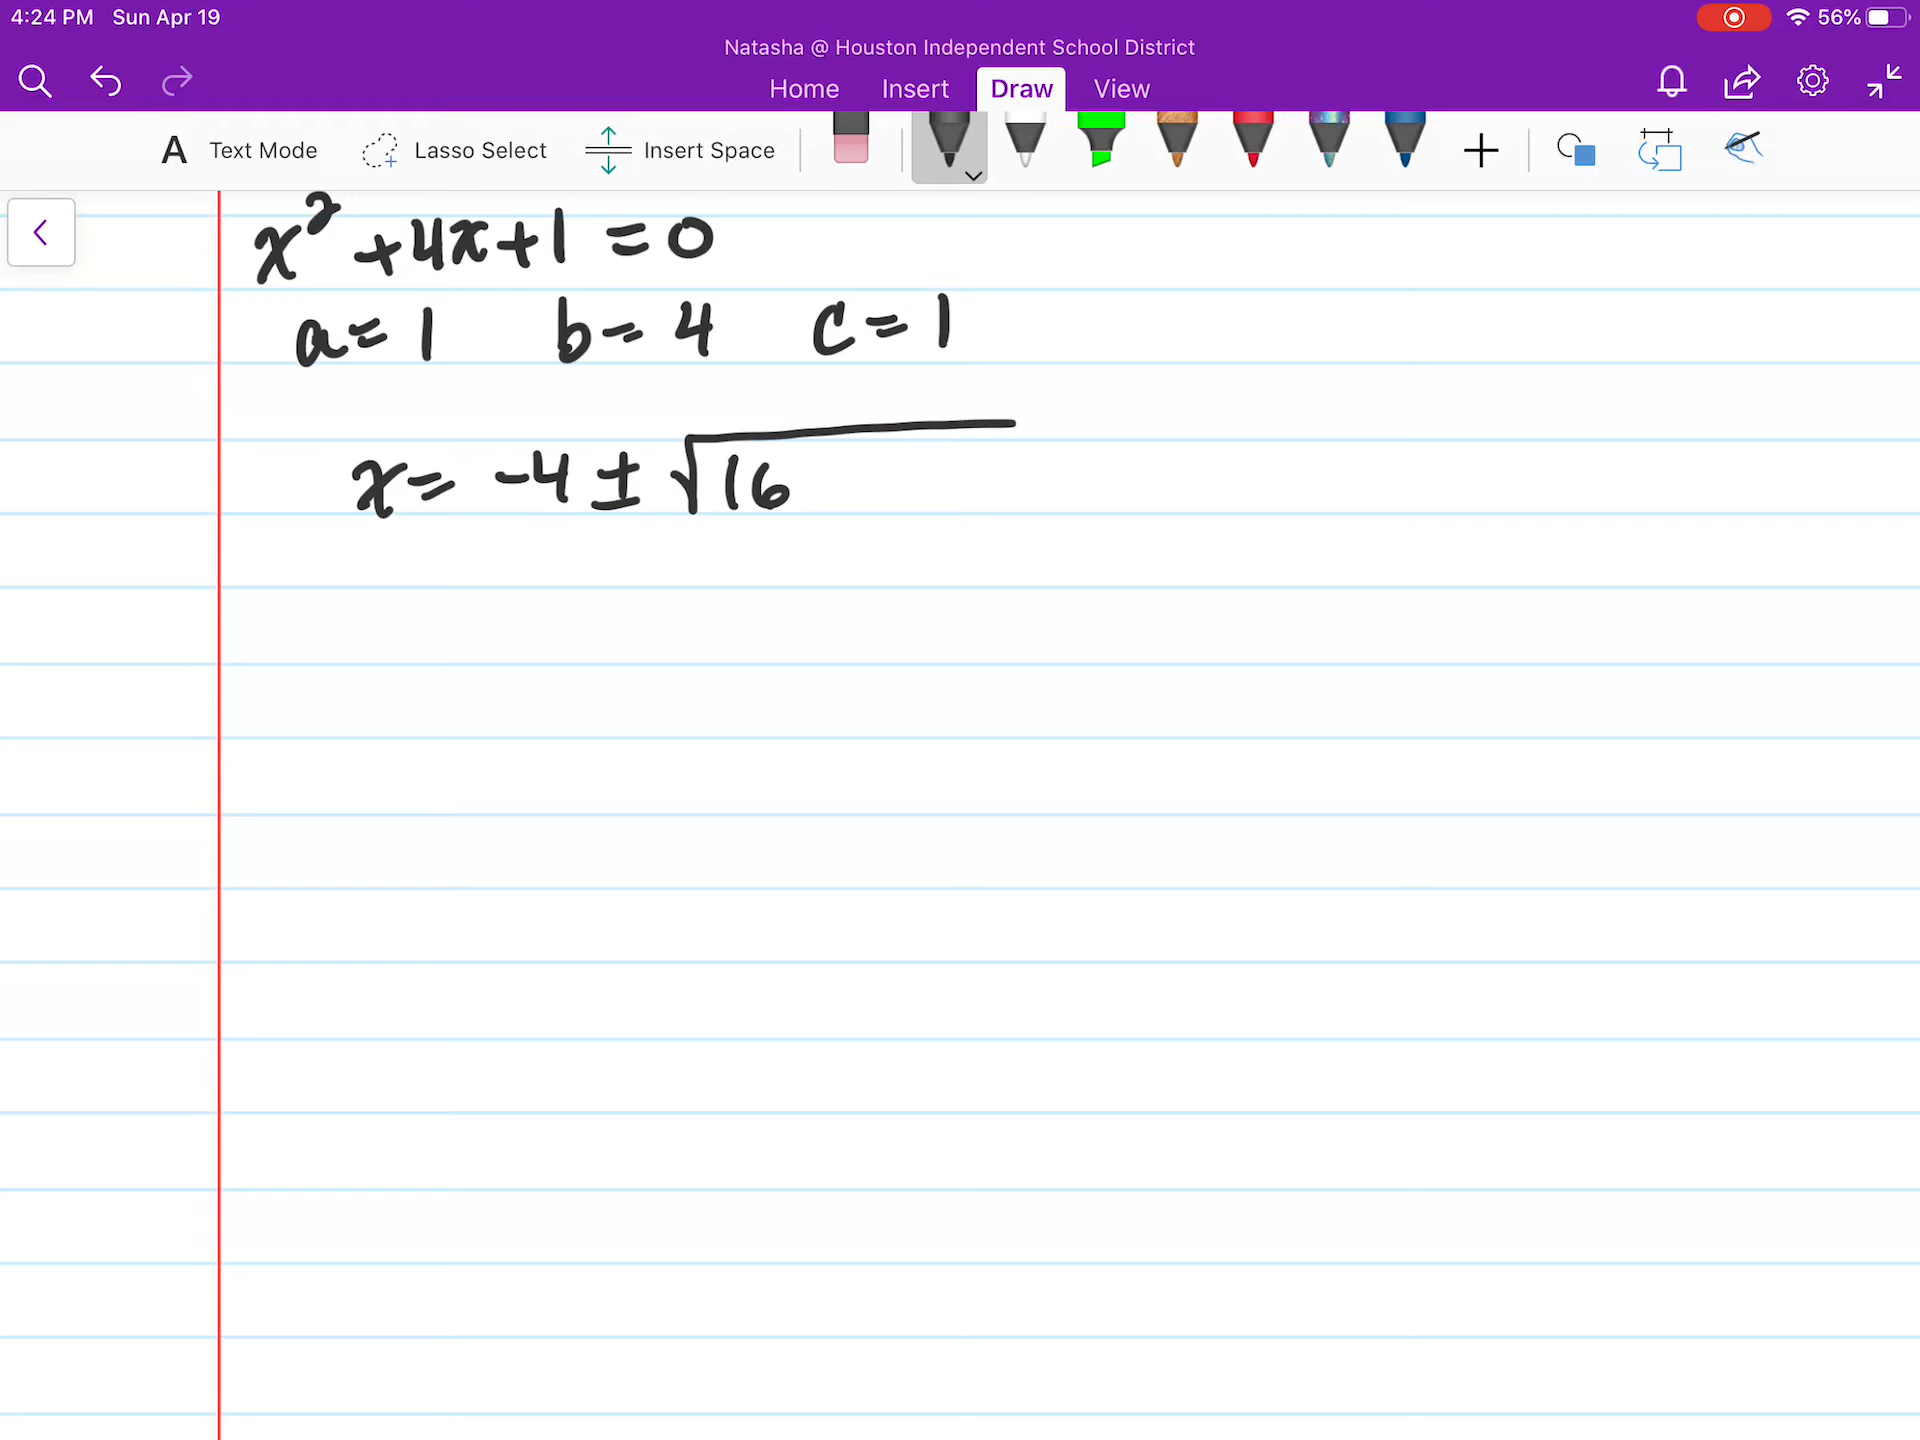 4:24 PM Sun Apr 19 56%
Natasha @ Houston Independent School District
Home Insert Draw View
A Text Mode Lasso Select Insert Space
x² + 4x + 1 = 0
a = 1 b = 4 c = 1
x = -4 ± √16